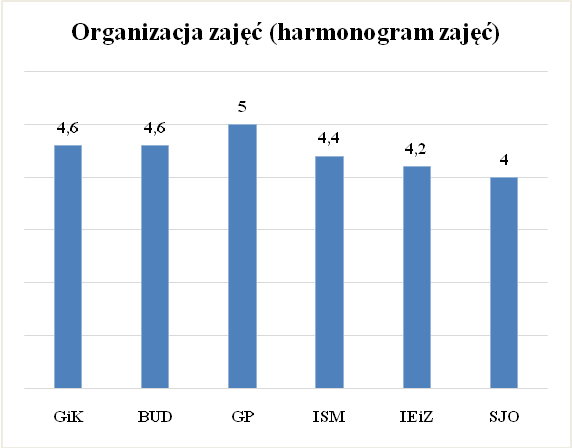 Organizacja zajęć (harmonogram zajęć)
4,6 4,6 5 4,4 4,2 4
GiK BUD GP ISM IEiZ SJO